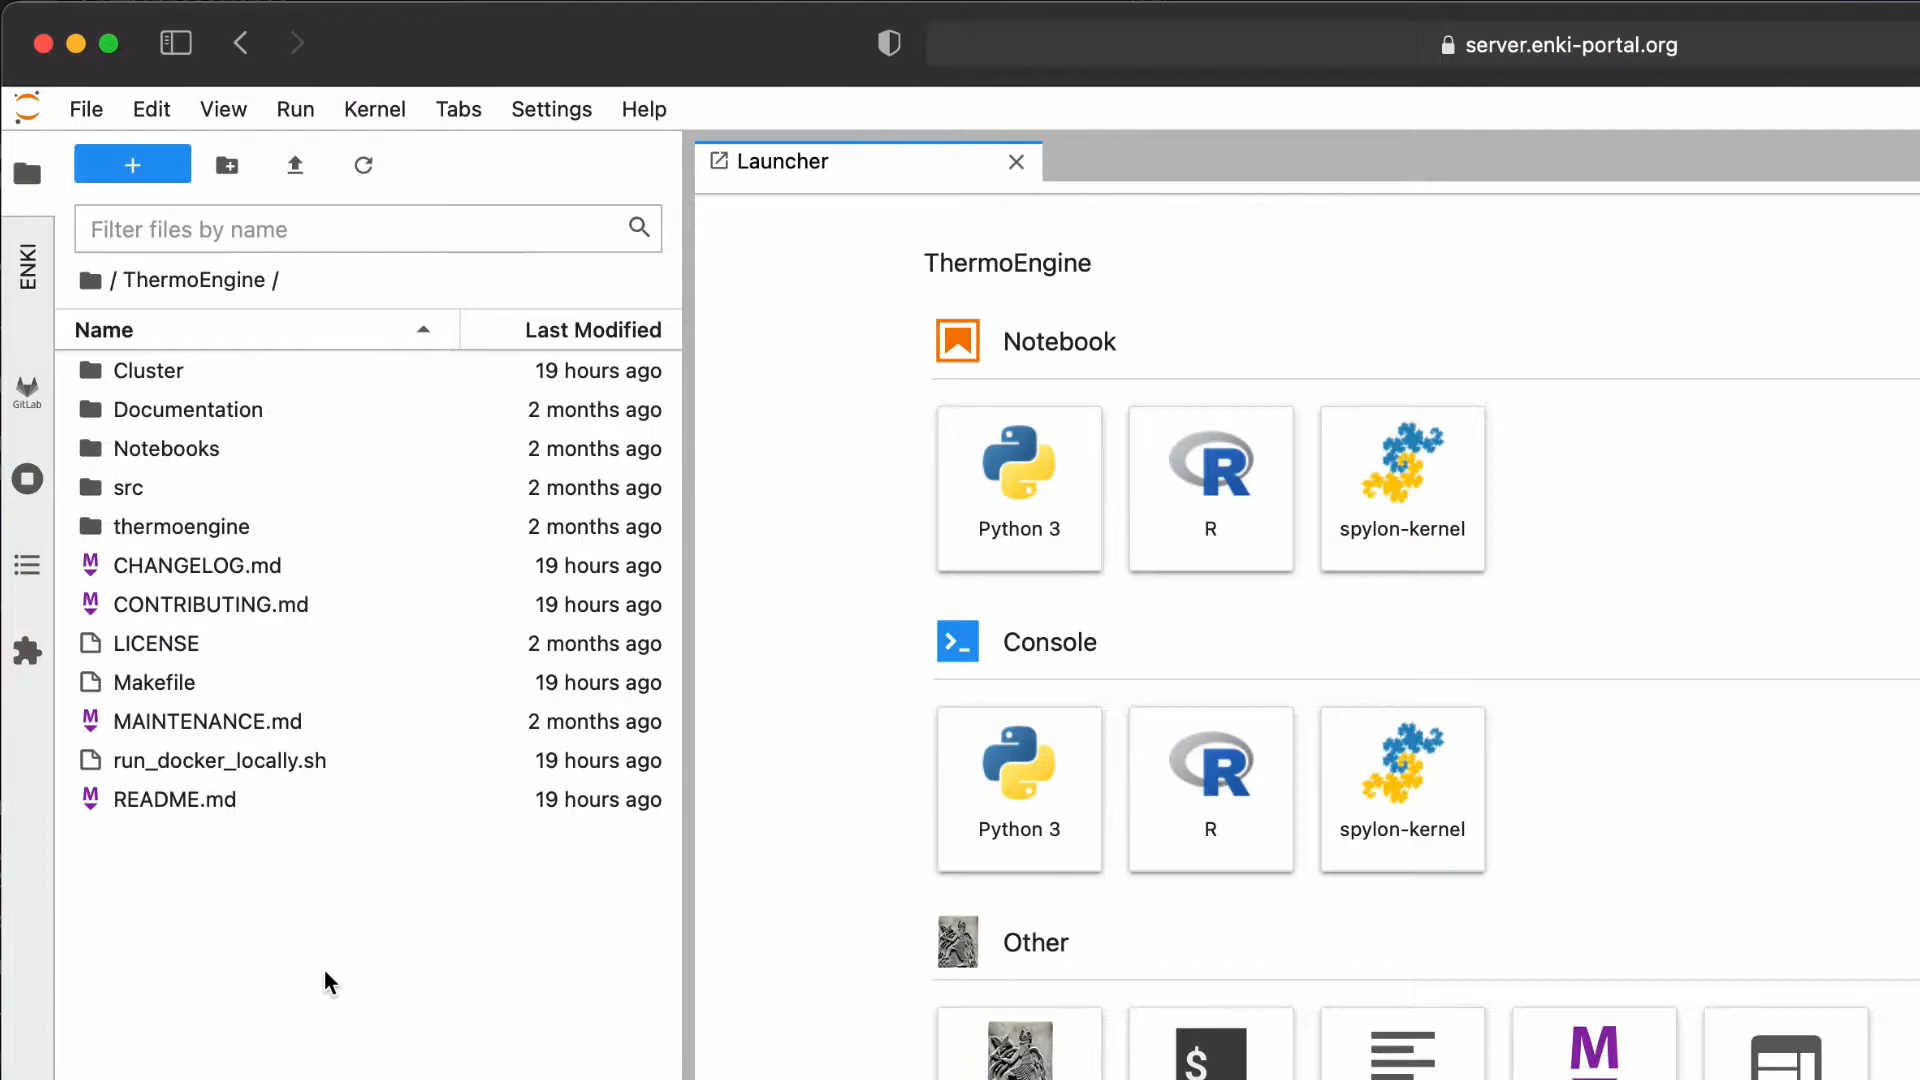 server.enki-portal.org
File Edit View Run Kernel Tabs Settings Help
+
Launcher
Filter files by name
/ ThermoEngine /
ENKI
GitLab
Name Last Modified
Cluster 19 hours ago
Documentation 2 months ago
Notebooks 2 months ago
src 2 months ago
thermoengine 2 months ago
CHANGELOG.md 19 hours ago
CONTRIBUTING.md 19 hours ago
LICENSE 2 months ago
Makefile 19 hours ago
MAINTENANCE.md 2 months ago
run_docker_locally.sh 19 hours ago
README.md 19 hours ago
ThermoEngine
Notebook
Python 3 R spylon-kernel
Console
Python 3 R spylon-kernel
Other
$ M